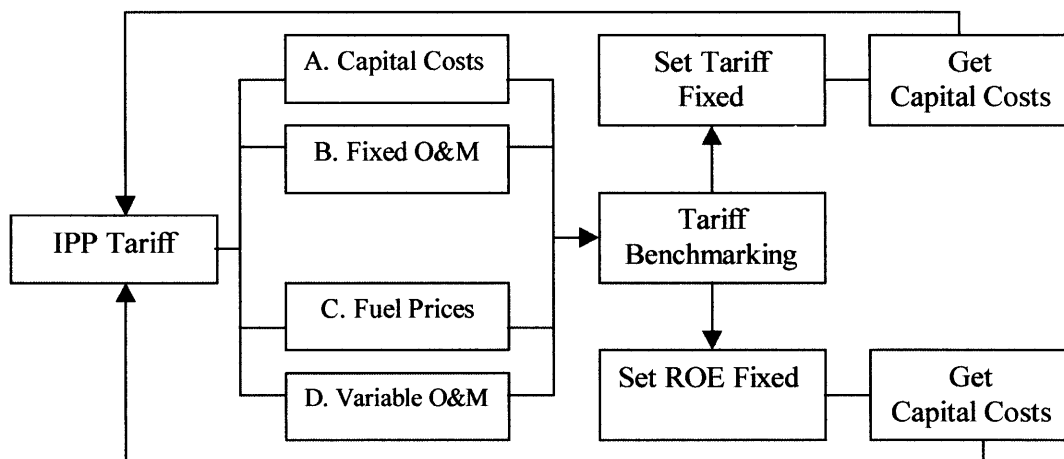 A. Capital Costs
B. Fixed O&M
IPP Tariff
C. Fuel Prices
D. Variable O&M
Set Tariff
Fixed
Get
Capital Costs
Tariff
Benchmarking
Set ROE Fixed
Get
Capital Costs